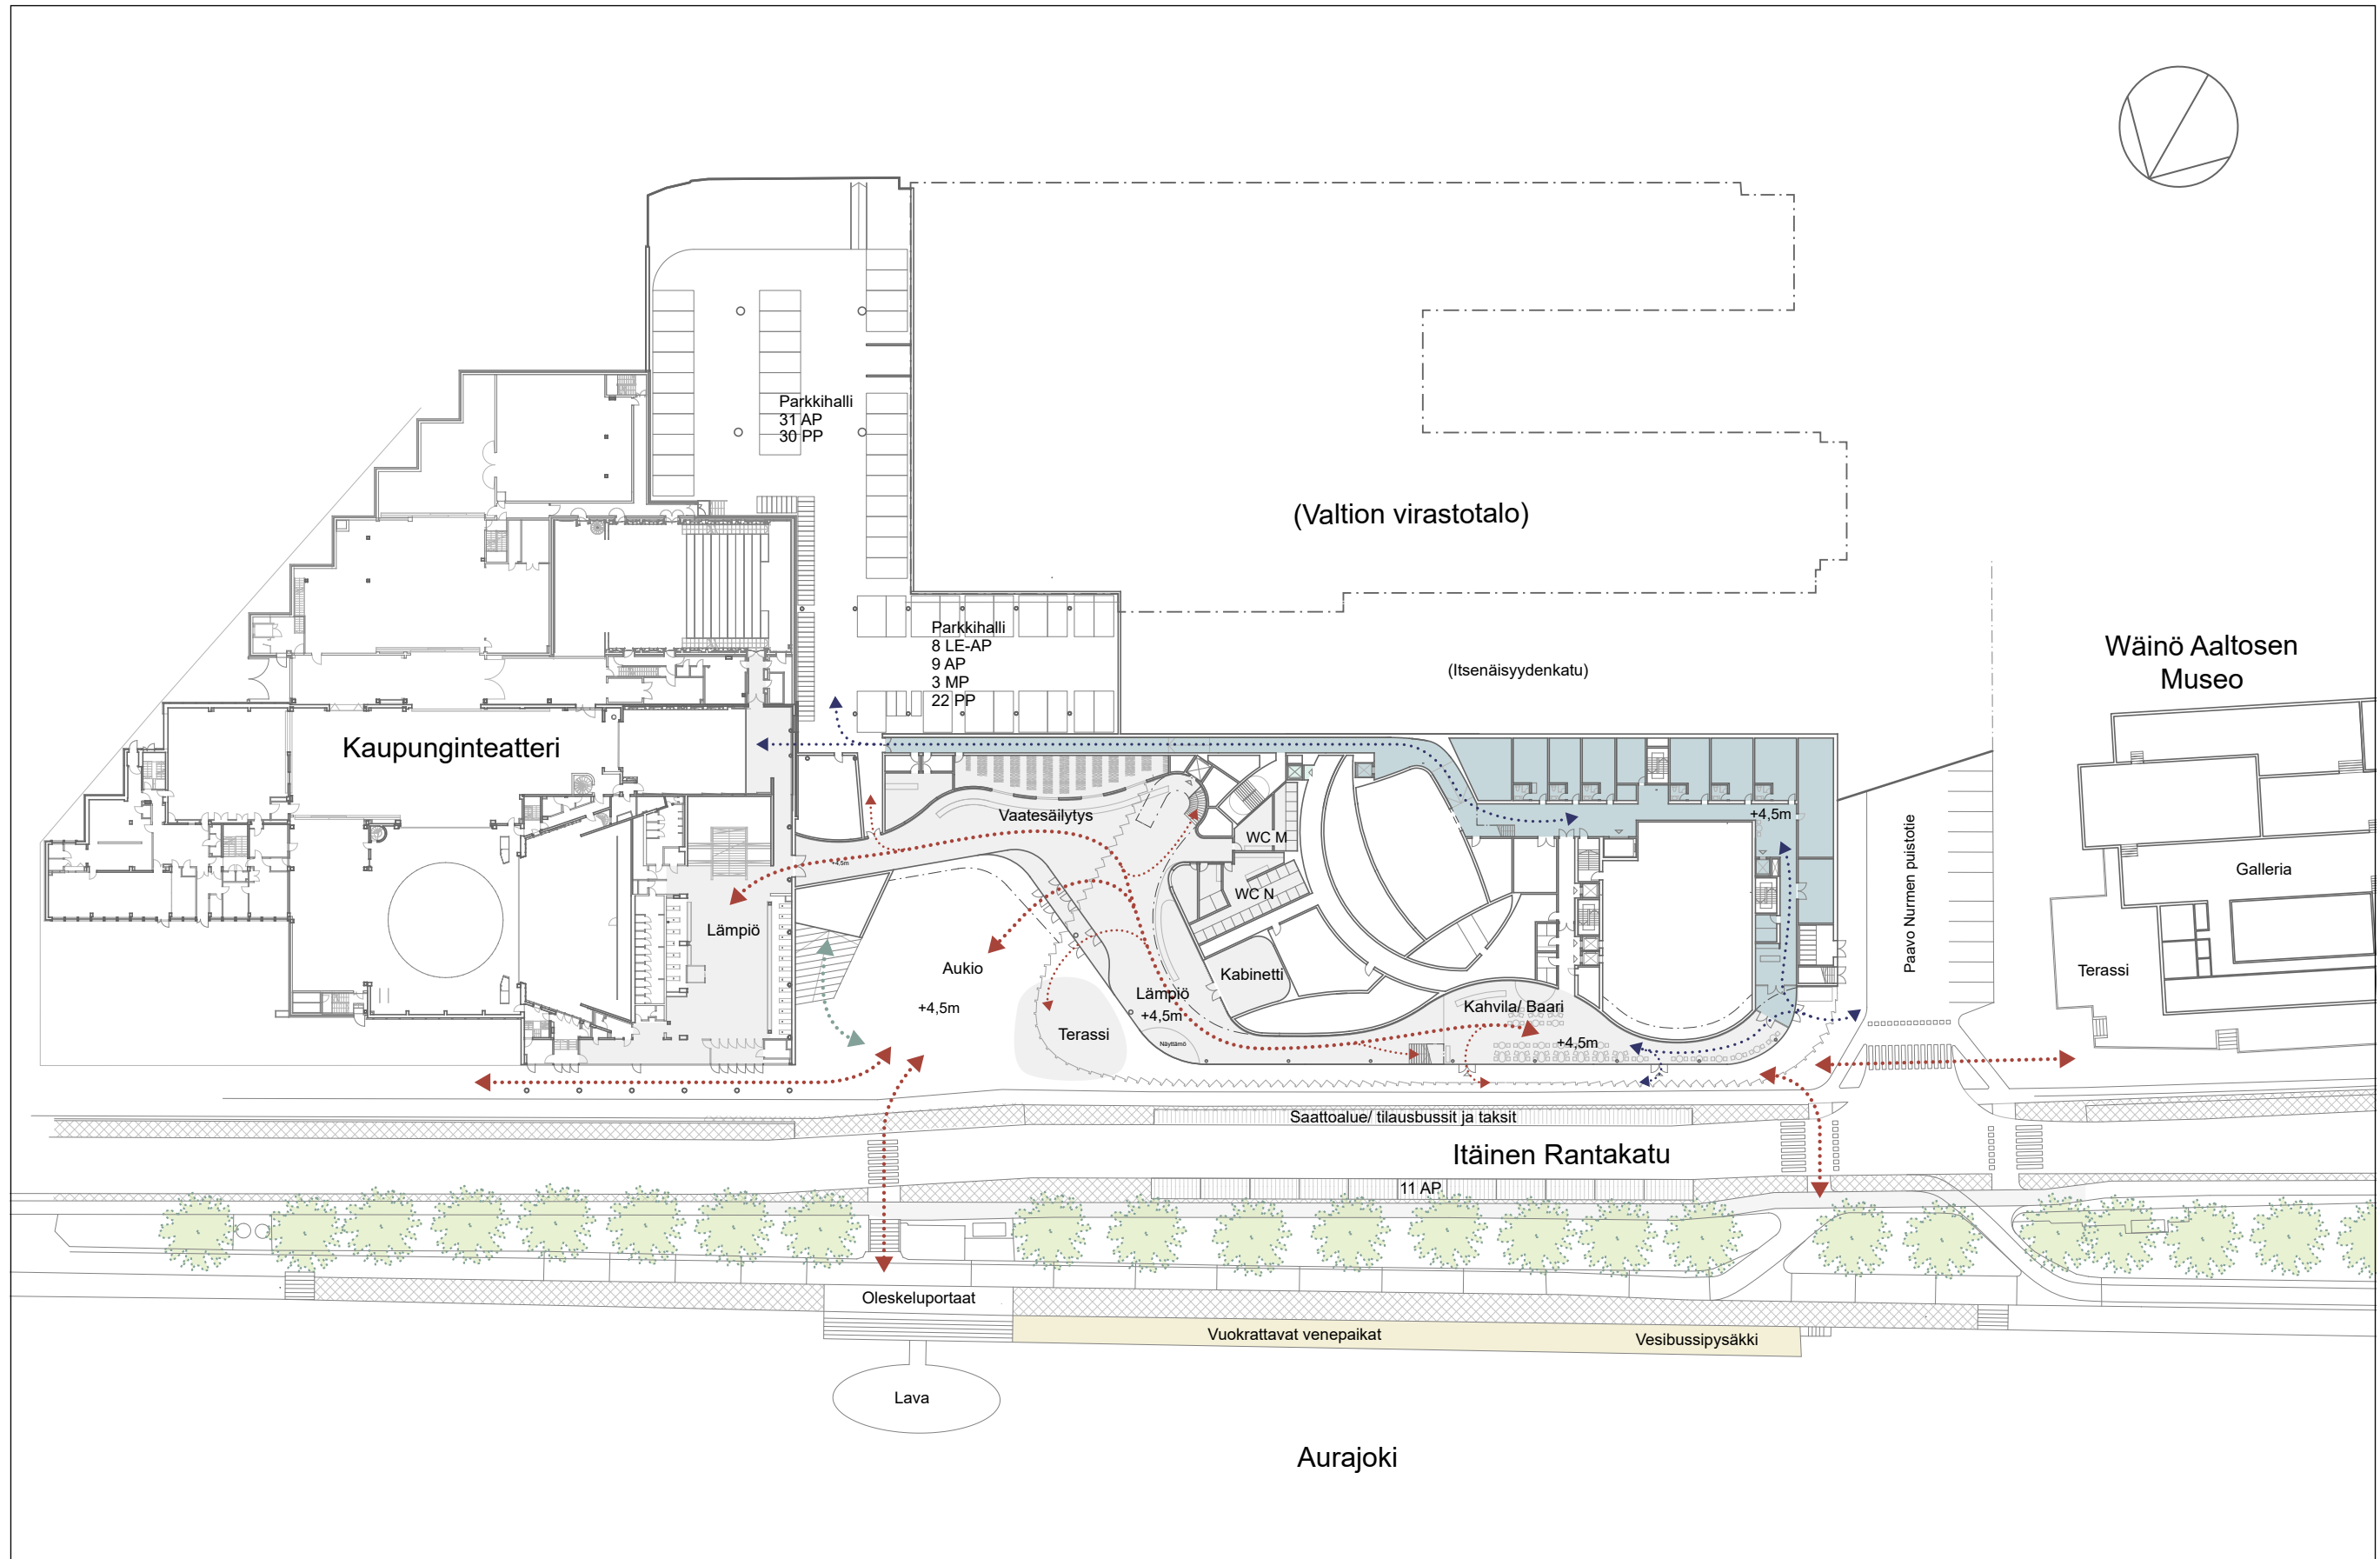 Parkkihalli
31 AP
30 PP
(Valtion virastotalo)
Parkkihalli
8 LE-AP
9 AP
3 MP
22 PP
(Itsenäisyydenkatu)
Wäinö Aaltosen
Museo
Kaupunginteatteri
Vaatesäilytys
+4,5m
WC M
+4,5m
Paavo Nurmen puistotie
Galleria
WC N
Lämpiö
Aukio
+4,5m
Kabinetti
Terassi
Lämpiö
+4,5m
Kahvila/ Baari
+4,5m
Terassi
Näyttämö
Saattoalue/ tilausbussit ja taksit
Itäinen Rantakatu
11 AP
Oleskeluportaat
Vuokrattavat venepaikat
Vesibussipysäkki
Lava
Aurajoki